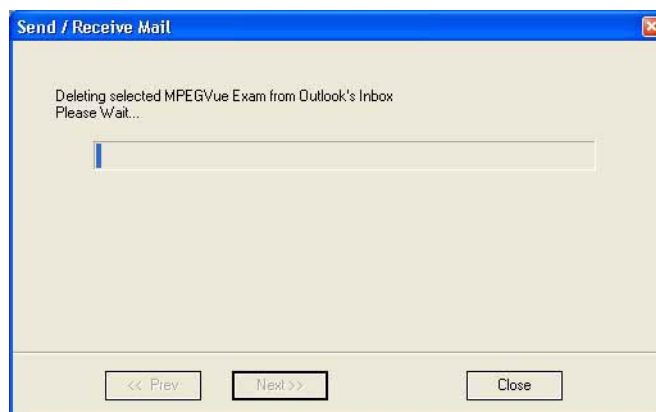 Send / Receive Mail
Deleting selected MPEGVue Exam from Outlook's Inbox
Please Wait...
<< Prev
Next >>
Close